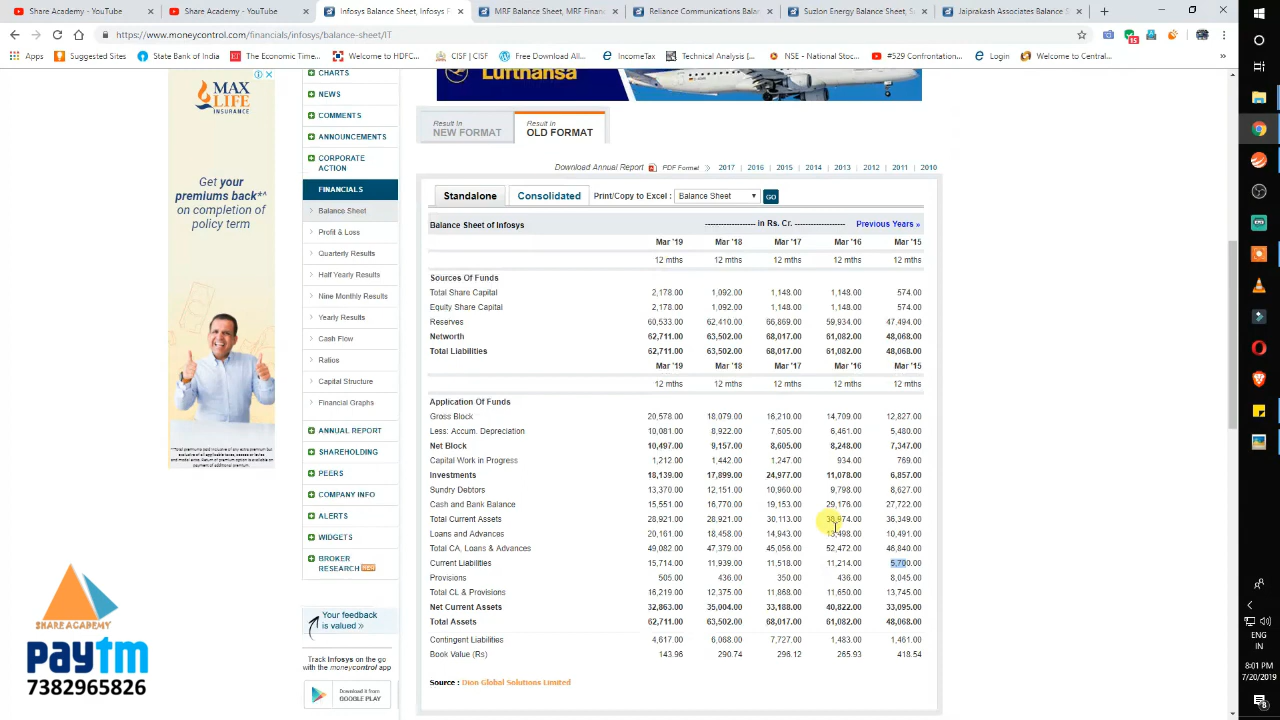 Share Academy - YouTube
Share Academy - YouTube
Infosys Balance Sheet, Infosys F
MRF Balance Sheet, MRF Financ
Reliance Communications Balan
Suzlon Energy Balance Sheet, S
Jaiprakash Associates Balance S
https://www.moneycontrol.com/financials/infosys/balance-sheet/IT
Apps
Suggested Sites
State Bank of India
The Economic Time...
Welcome to HDFC...
CISF | CISF
Free Download All...
IncomeTax
Technical Analysis |...
NSE - National Stoc...
#529 Confrontation...
Login
Welcome to Central...
»
15
Lufthansa
MAX
LIFE
INSURANCE
Get your
premiums back*^
on completion of
policy term
CHARTS
NEWS
COMMENTS
ANNOUNCEMENTS
CORPORATE
ACTION
FINANCIALS
Balance Sheet
Profit & Loss
Quarterly Results
Half Yearly Results
Nine Monthly Results
Yearly Results
Cash Flow
Ratios
Capital Structure
Financial Graphs
ANNUAL REPORT
SHAREHOLDING
PEERS
COMPANY INFO
ALERTS
WIDGETS
BROKER
RESEARCH
Your feedback
is valued »
Track Infosys on the go
with the moneycontrol app
Download it from
GOOGLE PLAY
Result in
NEW FORMAT
Result in
OLD FORMAT
Download Annual Report PDF Format » 2017 | 2016 | 2015 | 2014 | 2013 | 2012 | 2011 | 2010
Standalone Consolidated Print/Copy to Excel : Balance Sheet GO
Balance Sheet of Infosys ------------------- in Rs. Cr. ------------------- Previous Years »
Mar '19 Mar '18 Mar '17 Mar '16 Mar '15
12 mths 12 mths 12 mths 12 mths 12 mths
Sources Of Funds
Total Share Capital 2,178.00 1,092.00 1,148.00 1,148.00 574.00
Equity Share Capital 2,178.00 1,092.00 1,148.00 1,148.00 574.00
Reserves 60,533.00 62,410.00 66,869.00 59,934.00 47,494.00
Networth 62,711.00 63,502.00 68,017.00 61,082.00 48,068.00
Total Liabilities 62,711.00 63,502.00 68,017.00 61,082.00 48,068.00
Mar '19 Mar '18 Mar '17 Mar '16 Mar '15
12 mths 12 mths 12 mths 12 mths 12 mths
Application Of Funds
Gross Block 20,578.00 18,079.00 16,210.00 14,709.00 12,827.00
Less: Accum. Depreciation 10,081.00 8,922.00 7,605.00 6,461.00 5,480.00
Net Block 10,497.00 9,157.00 8,605.00 8,248.00 7,347.00
Capital Work in Progress 1,212.00 1,442.00 1,247.00 934.00 769.00
Investments 18,139.00 17,899.00 24,977.00 11,078.00 6,857.00
Sundry Debtors 13,370.00 12,151.00 10,960.00 9,798.00 8,627.00
Cash and Bank Balance 15,551.00 16,770.00 19,153.00 29,176.00 27,722.00
Total Current Assets 28,921.00 28,921.00 30,113.00 38,974.00 36,349.00
Loans and Advances 20,161.00 18,458.00 14,943.00 13,498.00 10,491.00
Total CA, Loans & Advances 49,082.00 47,379.00 45,056.00 52,472.00 46,840.00
Current Liabilities 15,714.00 11,939.00 11,518.00 11,214.00 5,700.00
Provisions 505.00 436.00 350.00 436.00 8,045.00
Total CL & Provisions 16,219.00 12,375.00 11,868.00 11,650.00 13,745.00
Net Current Assets 32,863.00 35,004.00 33,188.00 40,822.00 33,095.00
Total Assets 62,711.00 63,502.00 68,017.00 61,082.00 48,068.00
Contingent Liabilities 4,617.00 6,068.00 7,727.00 1,483.00 1,461.00
Book Value (Rs) 143.96 290.74 296.12 265.93 418.54
Source : Dion Global Solutions Limited
SHARE ACADEMY
paytm
7382965826
ENG
IN
8:01 PM
7/20/2019